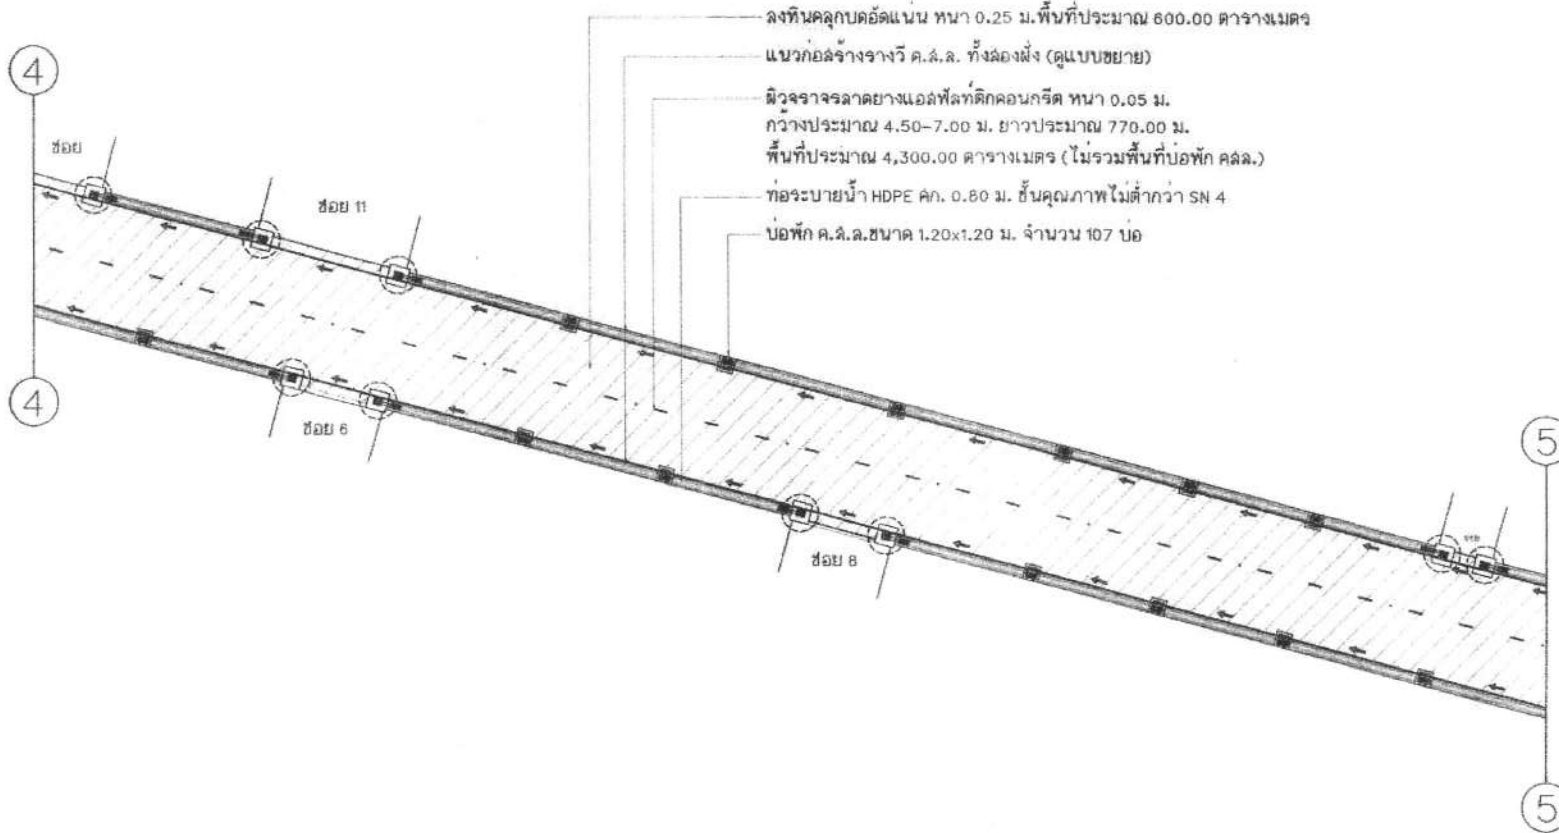 ลงหินคลุกบดอัดแน่น หนา 0.25 ม.พื้นที่ประมาณ 600.00 ตารางเมตร
แนวก่อสร้างรางวี ค.ส.ล. ทั้งสองฝั่ง (ดูแบบขยาย)
ผิวจราจรลาดยางแอสฟัลท์ติกคอนกรีต หนา 0.05 ม.
กว้างประมาณ 4.50-7.00 ม. ยาวประมาณ 770.00 ม.
พื้นที่ประมาณ 4,300.00 ตารางเมตร (ไม่รวมพื้นที่บ่อพัก คสล.)
ท่อระบายน้ำ HDPE ศก. 0.80 ม. ชั้นคุณภาพไม่ต่ำกว่า SN 4
บ่อพัก ค.ส.ล.ขนาด 1.20x1.20 ม. จำนวน 107 บ่อ
4
ซอย
ซอย 11
4
ซอย 6
5
ซอย 8
5